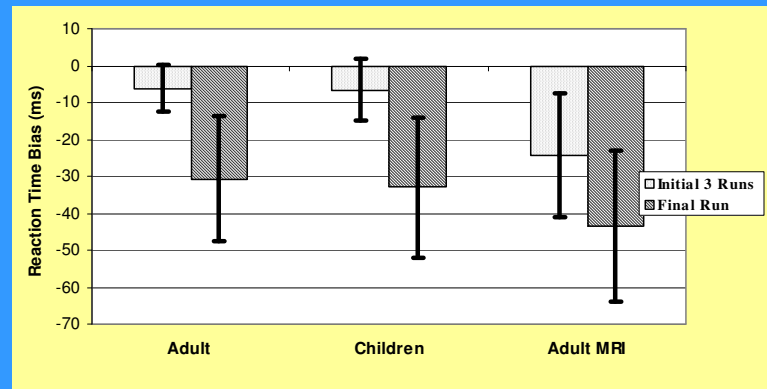 10
0
-10
-20
-30
-40
-50
-60
-70
Reaction Time Bias (ms)
Adult Children Adult MRI
Initial 3 Runs
Final Run